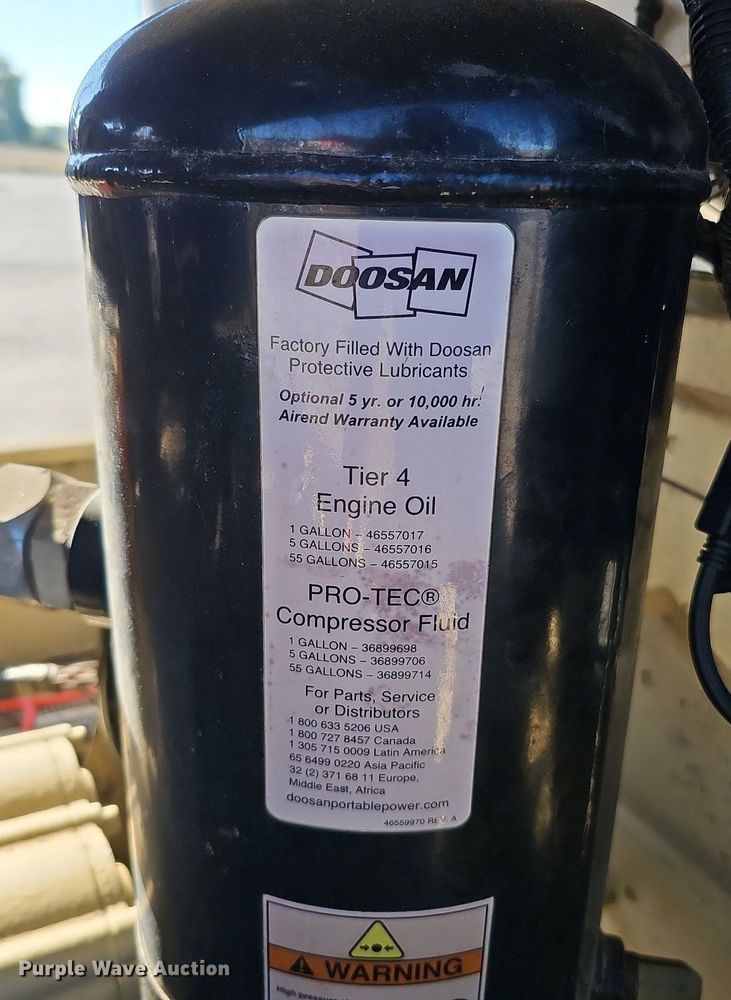 DOOSAN
Factory Filled With Doosan
Protective Lubricants
Optional 5 yr. or 10,000 hr.
Airend Warranty Available
Tier 4
Engine Oil
1 GALLON – 46557017
5 GALLONS – 46557016
55 GALLONS – 46557015
PRO-TEC®
Compressor Fluid
1 GALLON – 36899698
5 GALLONS – 36899706
55 GALLONS – 36899714
For Parts, Service
or Distributors
1 800 633 5206 USA
1 800 727 8457 Canada
1 305 715 0009 Latin America
65 6499 0220 Asia Pacific
32 (2) 371 68 11 Europe,
Middle East, Africa
doosanportablepower.com
46559970 REV. A
WARNING
High pressure
Purple Wave Auction